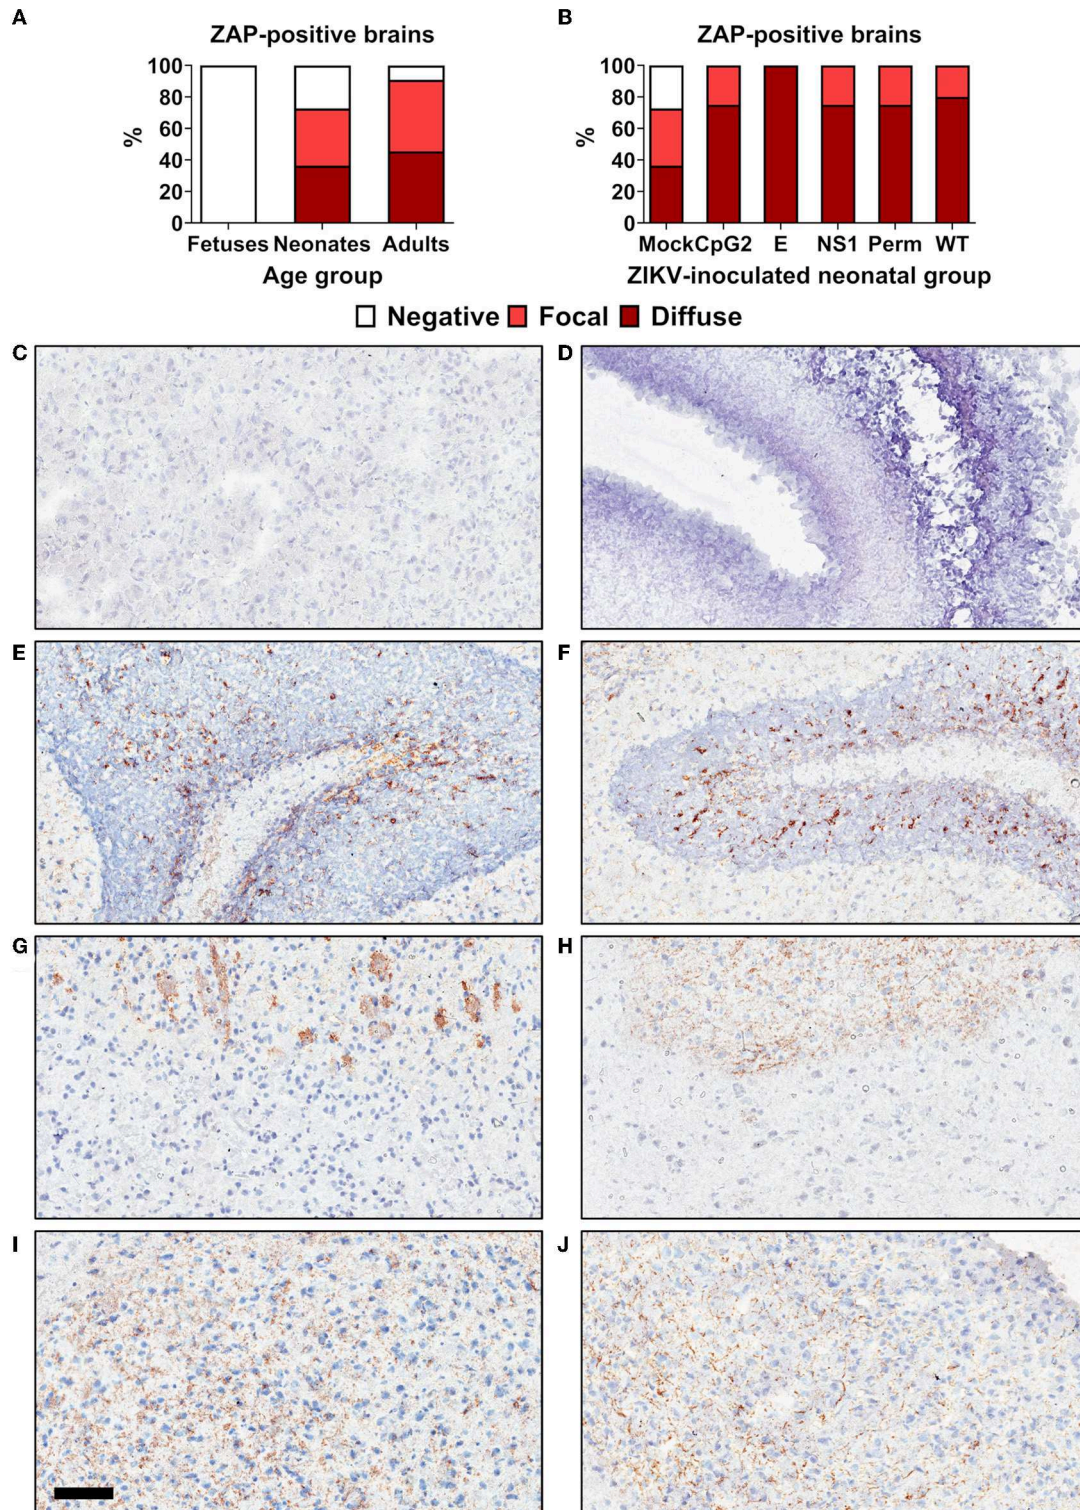 A
ZAP-positive brains
100
80
60
40
20
0
%
Fetuses Neonates Adults
Age group
B
ZAP-positive brains
100
80
60
40
20
0
%
Mock CpG2 E NS1 Perm WT
ZIKV-inoculated neonatal group
Negative Focal Diffuse
C
D
E
F
G
H
I
J